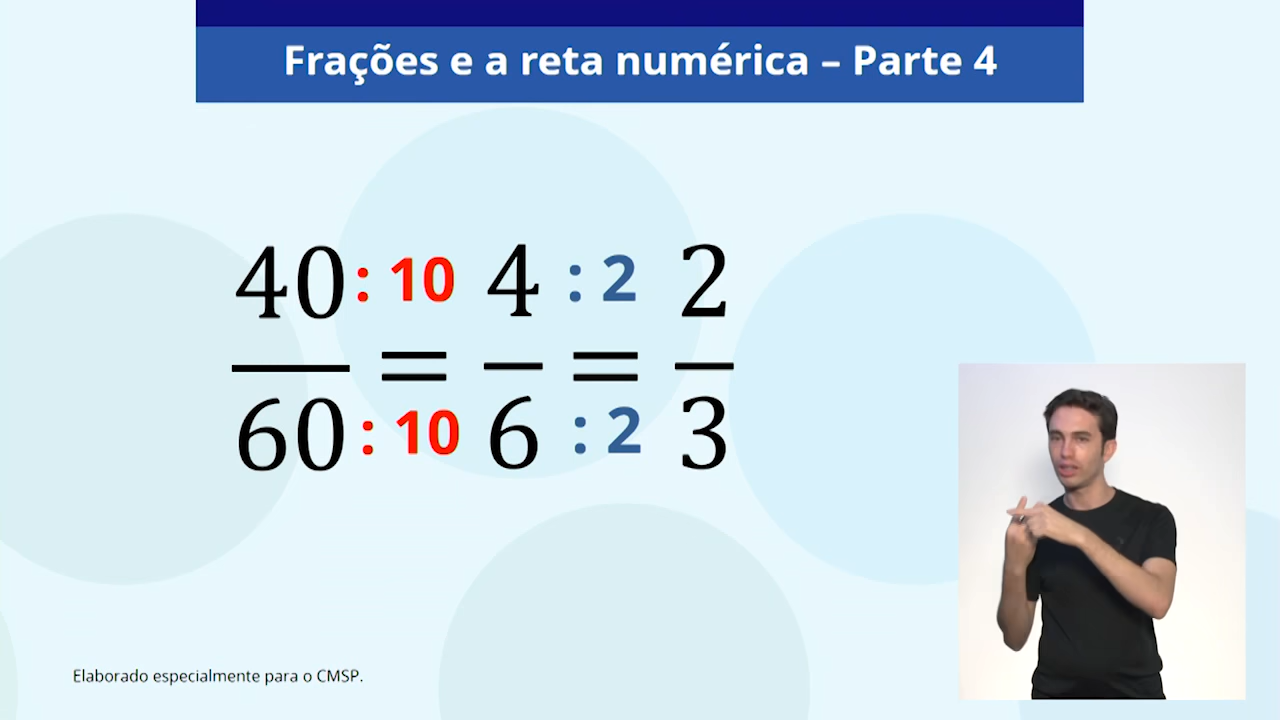 Frações e a reta numérica – Parte 4
40 : 10 4 : 2 2
= =
60 : 10 6 : 2 3
Elaborado especialmente para o CMSP.